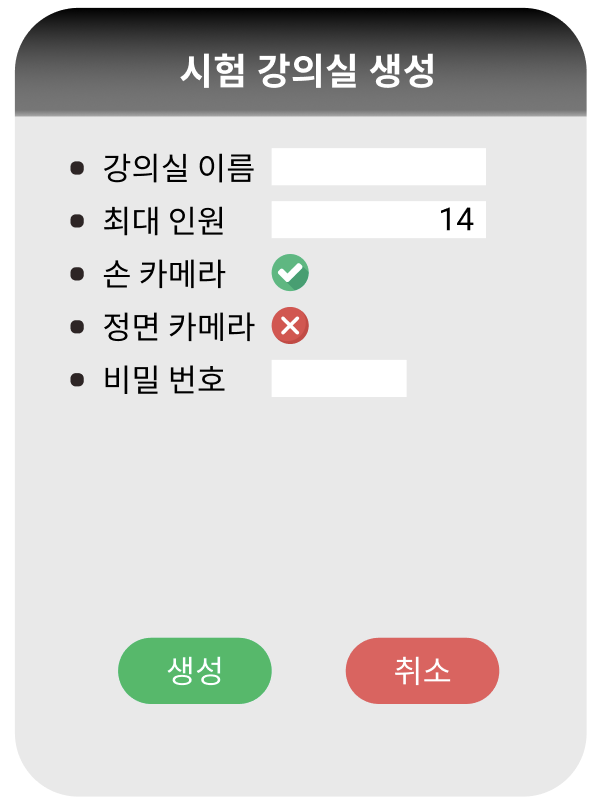 시험 강의실 생성
강의실 이름
최대 인원 14
손 카메라
정면 카메라
비밀 번호
생성 취소